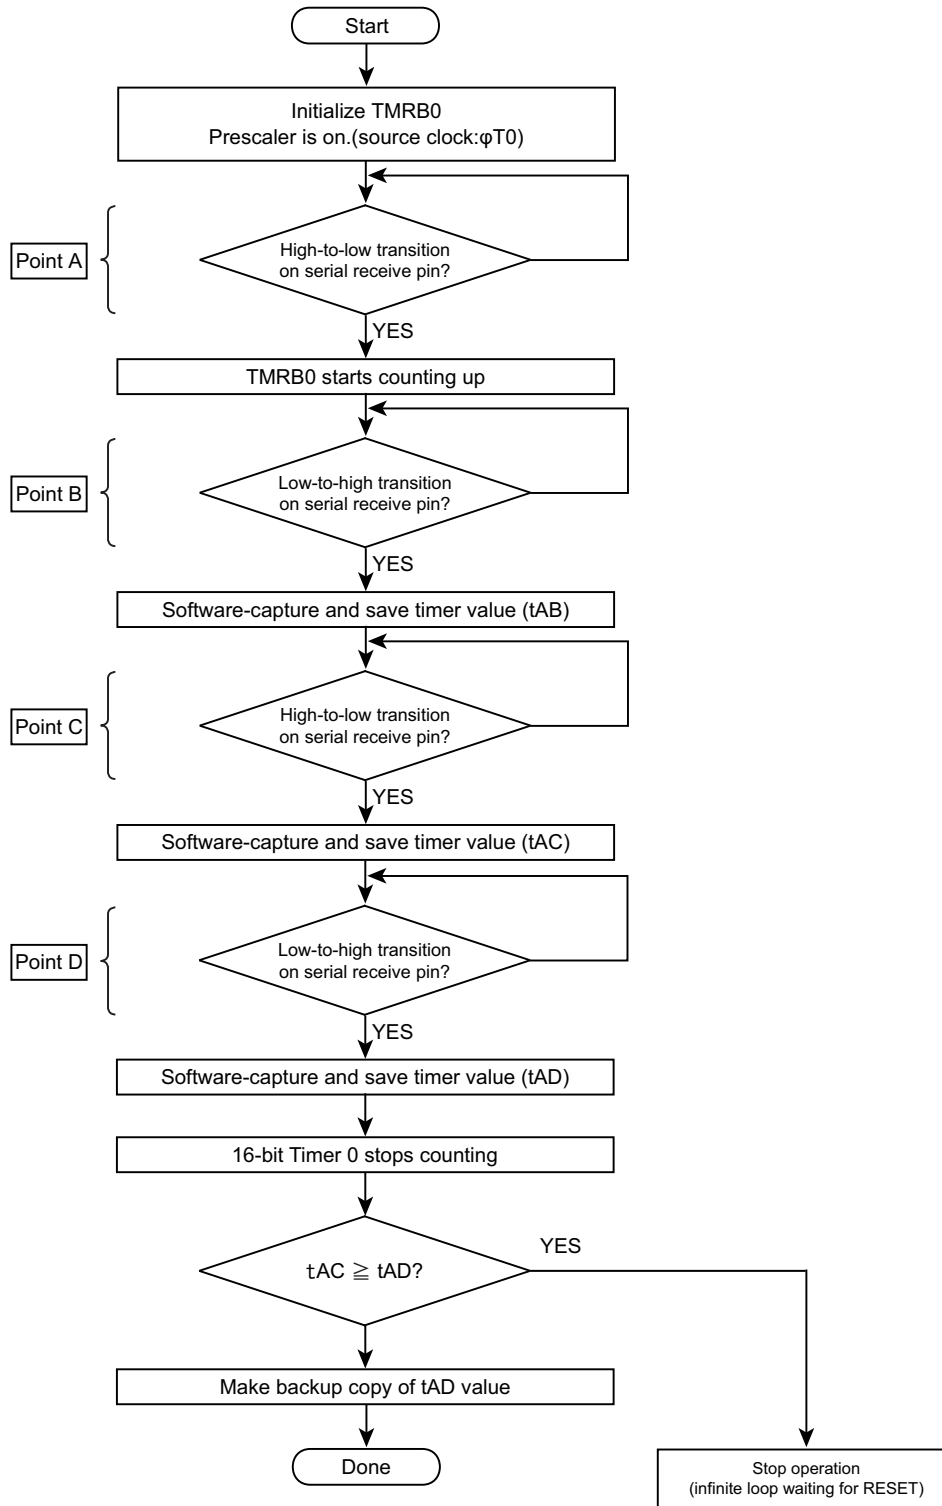 Start
Initialize TMRB0
Prescaler is on.(source clock:φT0)
Point A
High-to-low transition
on serial receive pin?
YES
TMRB0 starts counting up
Point B
Low-to-high transition
on serial receive pin?
YES
Software-capture and save timer value (tAB)
Point C
High-to-low transition
on serial receive pin?
YES
Software-capture and save timer value (tAC)
Point D
Low-to-high transition
on serial receive pin?
YES
Software-capture and save timer value (tAD)
16-bit Timer 0 stops counting
tAC ≧ tAD?
YES
Make backup copy of tAD value
Done
Stop operation
(infinite loop waiting for RESET)